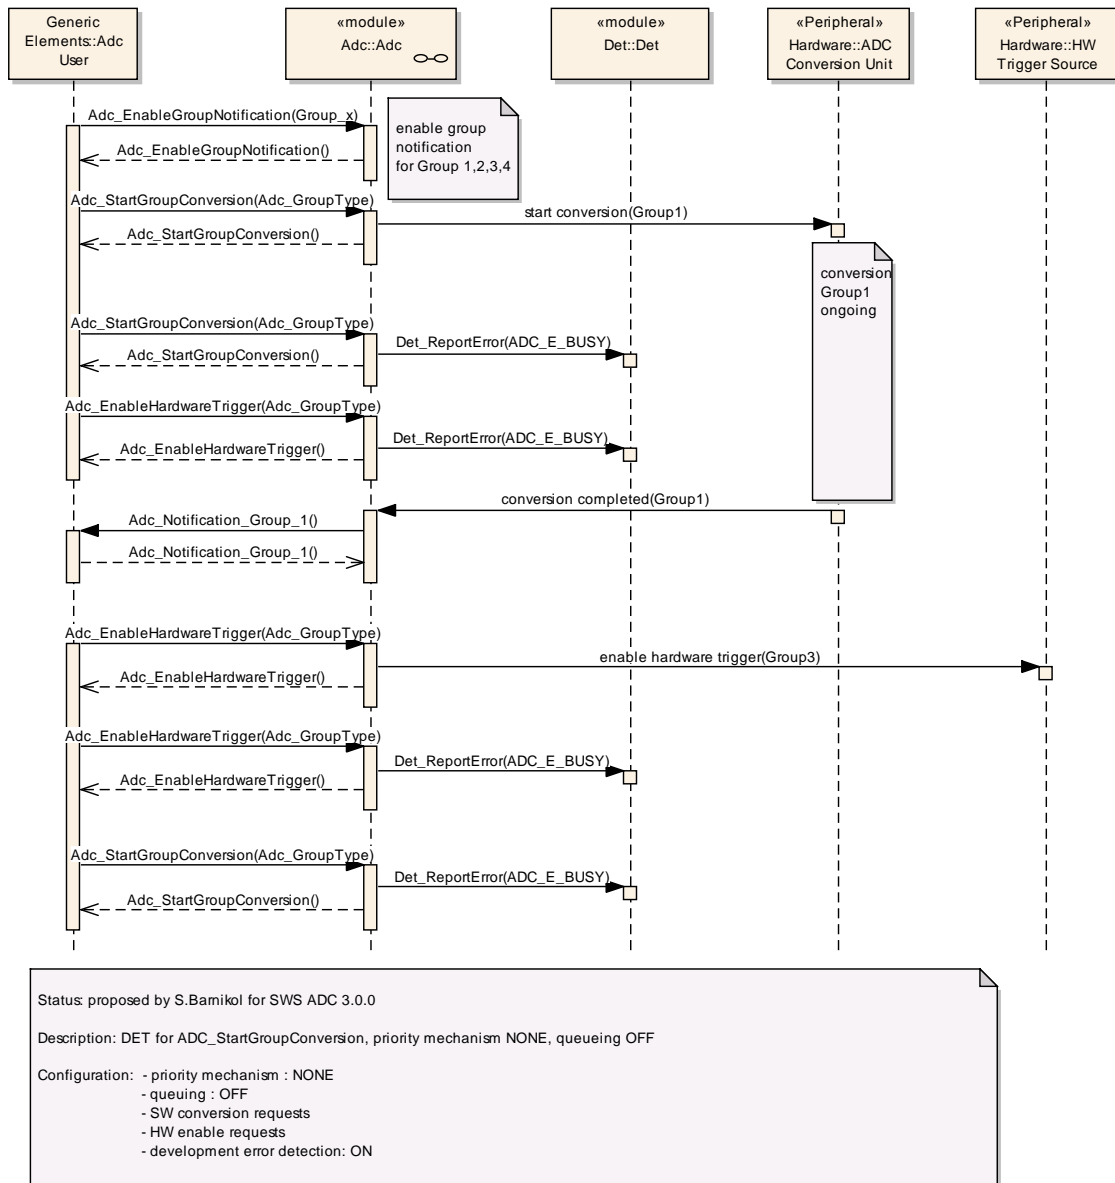 Generic
Elements::Adc
User
«module»
Adc::Adc
«module»
Det::Det
«Peripheral»
Hardware::ADC
Conversion Unit
«Peripheral»
Hardware::HW
Trigger Source
Adc_EnableGroupNotification(Group_x)
enable group
notification
for Group 1,2,3,4
Adc_EnableGroupNotification()
Adc_StartGroupConversion(Adc_GroupType)
start conversion(Group1)
Adc_StartGroupConversion()
conversion
Group1
ongoing
Adc_StartGroupConversion(Adc_GroupType)
Det_ReportError(ADC_E_BUSY)
Adc_StartGroupConversion()
Adc_EnableHardwareTrigger(Adc_GroupType)
Det_ReportError(ADC_E_BUSY)
Adc_EnableHardwareTrigger()
conversion completed(Group1)
Adc_Notification_Group_1()
Adc_Notification_Group_1()
Adc_EnableHardwareTrigger(Adc_GroupType)
enable hardware trigger(Group3)
Adc_EnableHardwareTrigger()
Adc_EnableHardwareTrigger(Adc_GroupType)
Det_ReportError(ADC_E_BUSY)
Adc_EnableHardwareTrigger()
Adc_StartGroupConversion(Adc_GroupType)
Det_ReportError(ADC_E_BUSY)
Adc_StartGroupConversion()
Status: proposed by S.Barnikol for SWS ADC 3.0.0
Description: DET for ADC_StartGroupConversion, priority mechanism NONE, queueing OFF
Configuration: - priority mechanism : NONE
- queuing : OFF
- SW conversion requests
- HW enable requests
- development error detection: ON